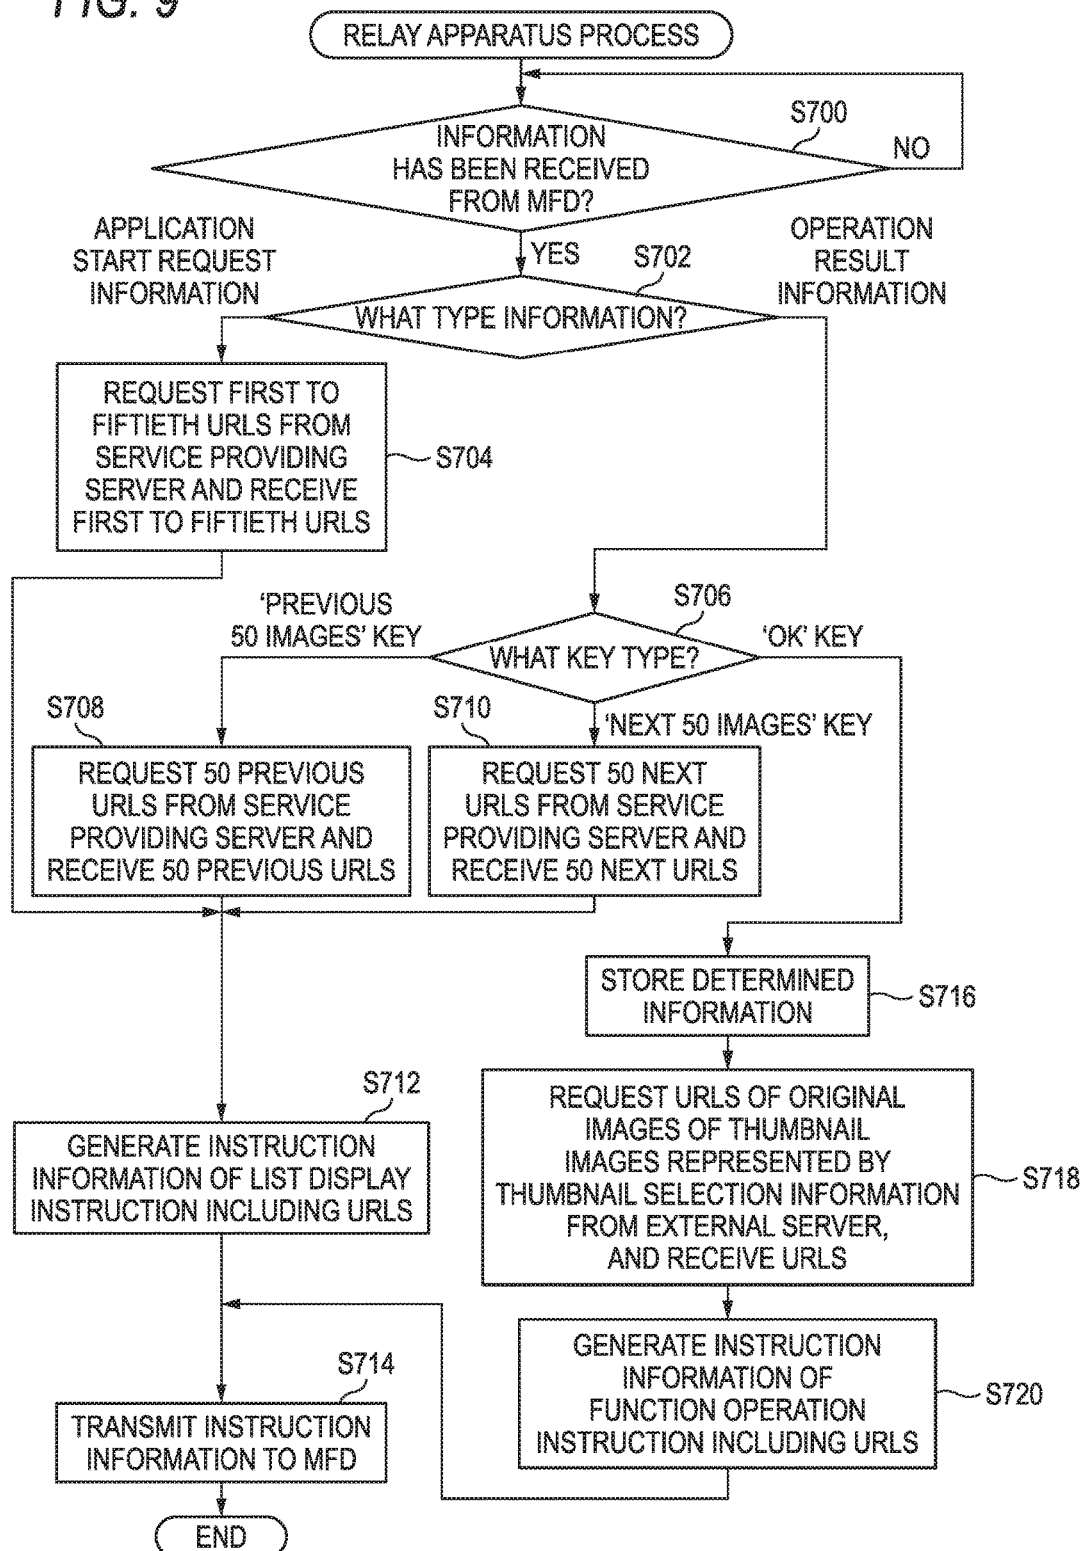 FIG. 9
RELAY APPARATUS PROCESS
S700
INFORMATION
HAS BEEN RECEIVED
FROM MFD?
NO
YES
APPLICATION
START REQUEST
INFORMATION
S702
OPERATION
RESULT
INFORMATION
WHAT TYPE INFORMATION?
REQUEST FIRST TO
FIFTIETH URLS FROM
SERVICE PROVIDING
SERVER AND RECEIVE
FIRST TO FIFTIETH URLS
S704
'PREVIOUS
50 IMAGES' KEY
S706
WHAT KEY TYPE?
'OK' KEY
'NEXT 50 IMAGES' KEY
S708
REQUEST 50 PREVIOUS
URLS FROM SERVICE
PROVIDING SERVER AND
RECEIVE 50 PREVIOUS URLS
S710
REQUEST 50 NEXT
URLS FROM SERVICE
PROVIDING SERVER AND
RECEIVE 50 NEXT URLS
STORE DETERMINED
INFORMATION
S716
REQUEST URLS OF ORIGINAL
IMAGES OF THUMBNAIL
IMAGES REPRESENTED BY
THUMBNAIL SELECTION INFORMATION
FROM EXTERNAL SERVER,
AND RECEIVE URLS
S718
S712
GENERATE INSTRUCTION
INFORMATION OF LIST DISPLAY
INSTRUCTION INCLUDING URLS
GENERATE INSTRUCTION
INFORMATION OF
FUNCTION OPERATION
INSTRUCTION INCLUDING URLS
S720
S714
TRANSMIT INSTRUCTION
INFORMATION TO MFD
END